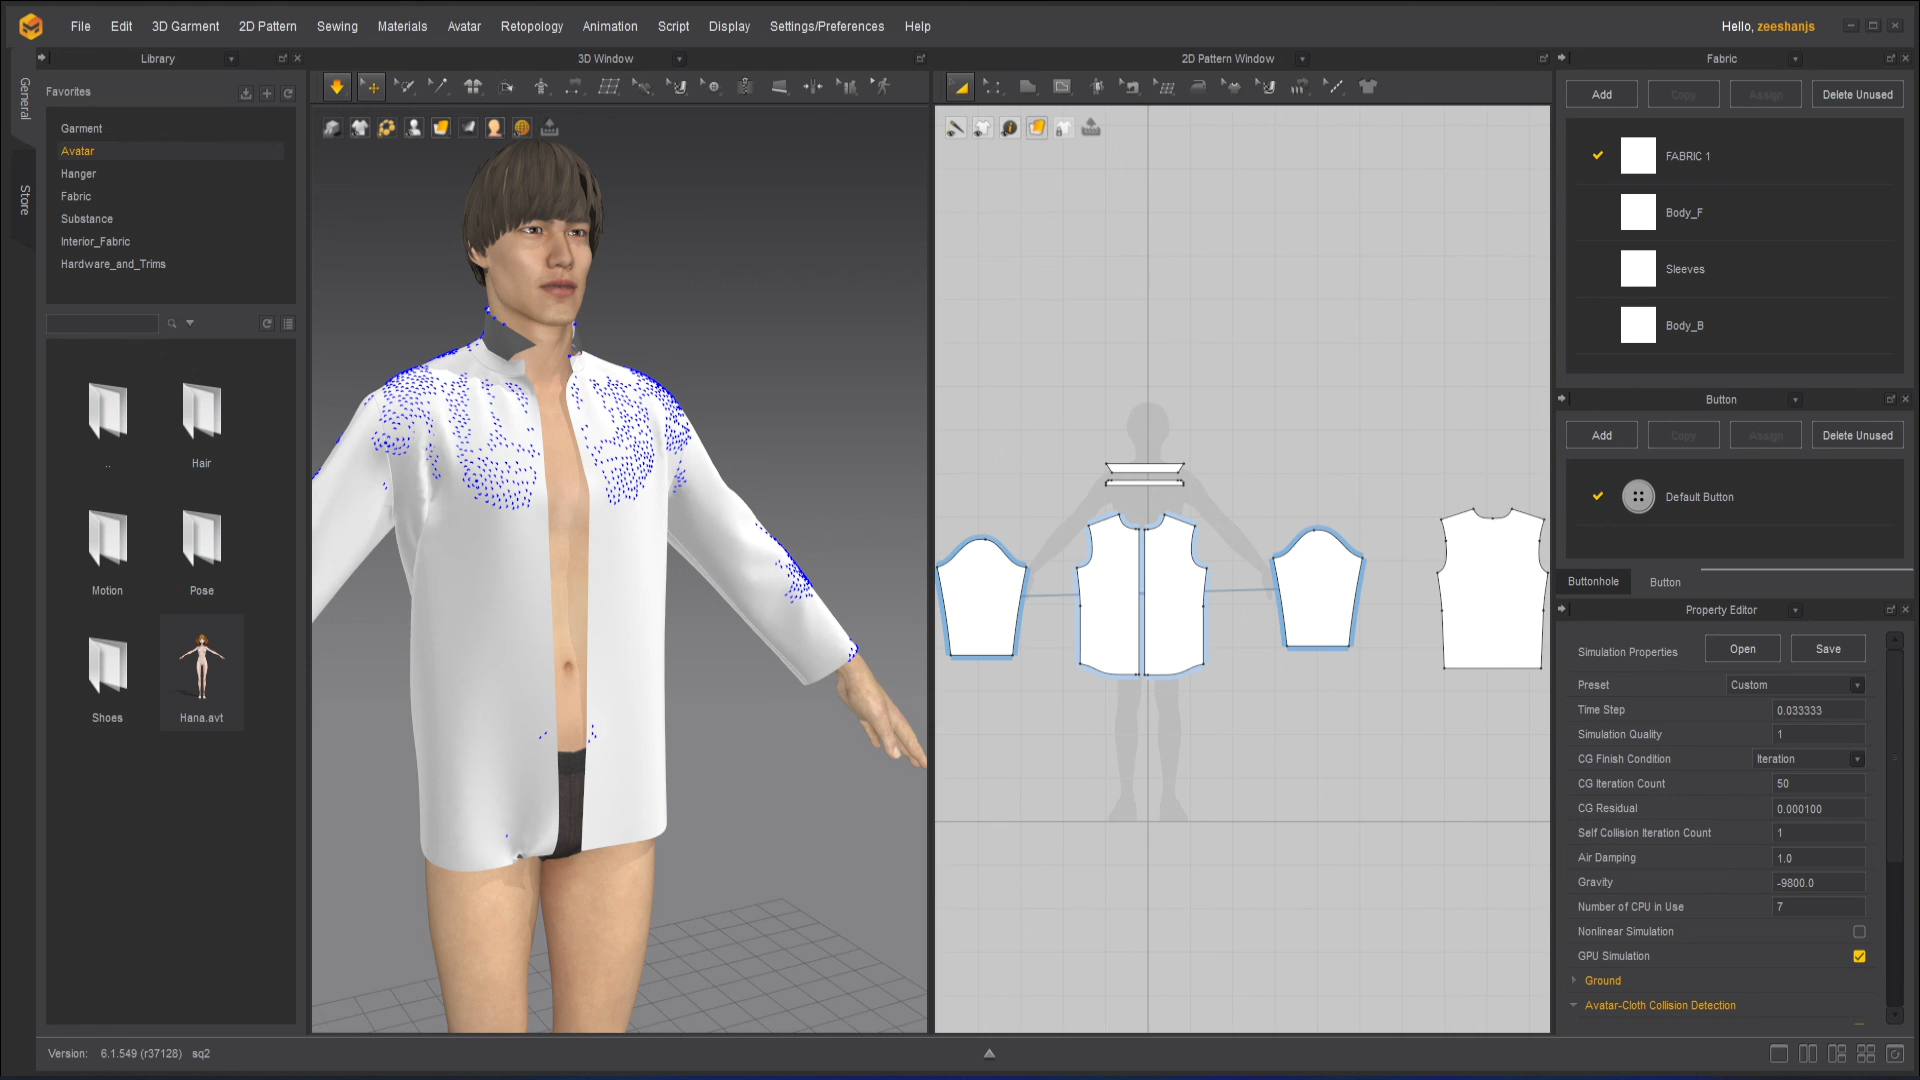 File Edit 3D Garment 2D Pattern Sewing Materials Avatar Retopology Animation Script Display Settings/Preferences Help Hello, zeeshanjs
Library 3D Window 2D Pattern Window Fabric
General
Store
Favorites
Garment
Avatar
Hanger
Fabric
Substance
Interior_Fabric
Hardware_and_Trims
..
Hair
Motion
Pose
Shoes
Hana.avt
Add Copy Assign Delete Unused
FABRIC 1
Body_F
Sleeves
Body_B
Button
Add Copy Assign Delete Unused
Default Button
Buttonhole Button
Property Editor
Simulation Properties Open Save
Preset Custom
Time Step 0.033333
Simulation Quality 1
CG Finish Condition Iteration
CG Iteration Count 50
CG Residual 0.000100
Self Collision Iteration Count 1
Air Damping 1.0
Gravity -9800.0
Number of CPU in Use 7
Nonlinear Simulation
GPU Simulation
Ground
Avatar-Cloth Collision Detection
Version: 6.1.549 (r37128) sq2